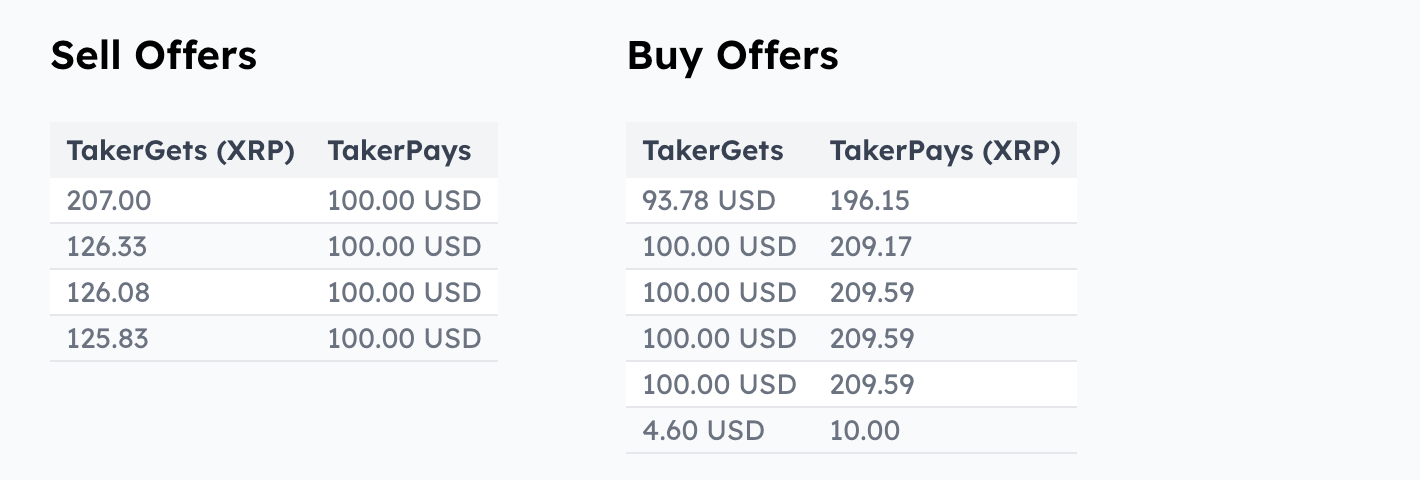 Sell Offers
TakerGets (XRP) TakerPays
207.00 100.00 USD
126.33 100.00 USD
126.08 100.00 USD
125.83 100.00 USD
Buy Offers
TakerGets TakerPays (XRP)
93.78 USD 196.15
100.00 USD 209.17
100.00 USD 209.59
100.00 USD 209.59
100.00 USD 209.59
4.60 USD 10.00